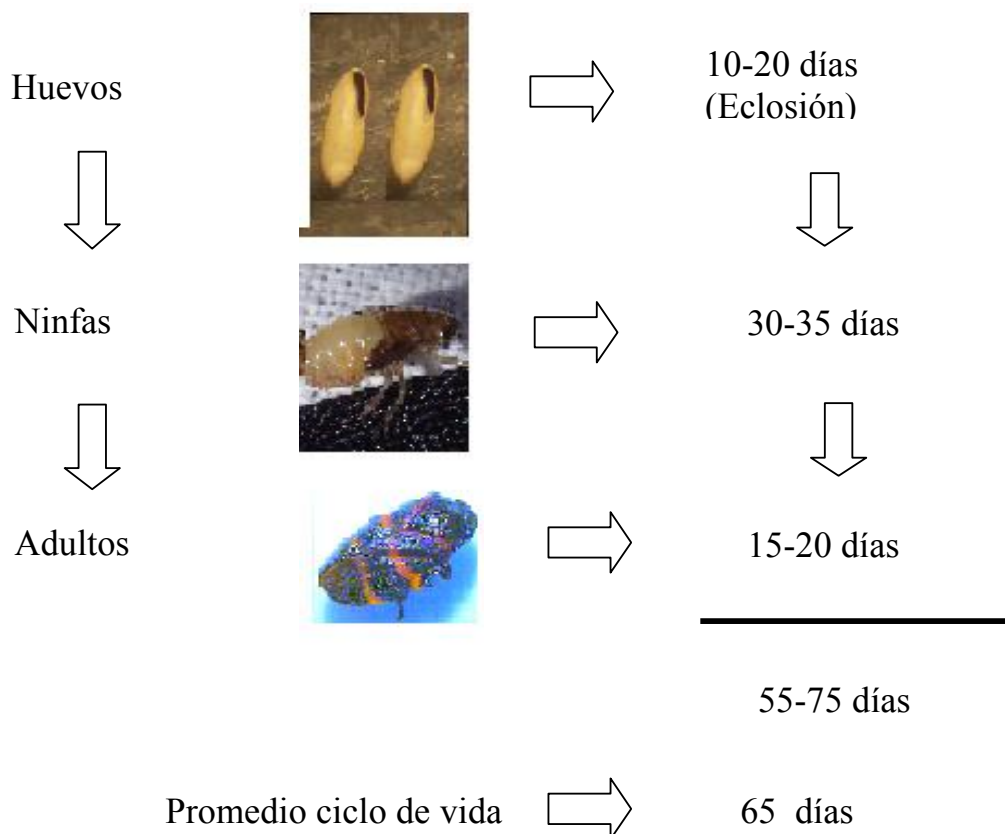 Huevos
10-20 días
(Eclosión)
Ninfas
30-35 días
Adultos
15-20 días
55-75 días
Promedio ciclo de vida
65 días